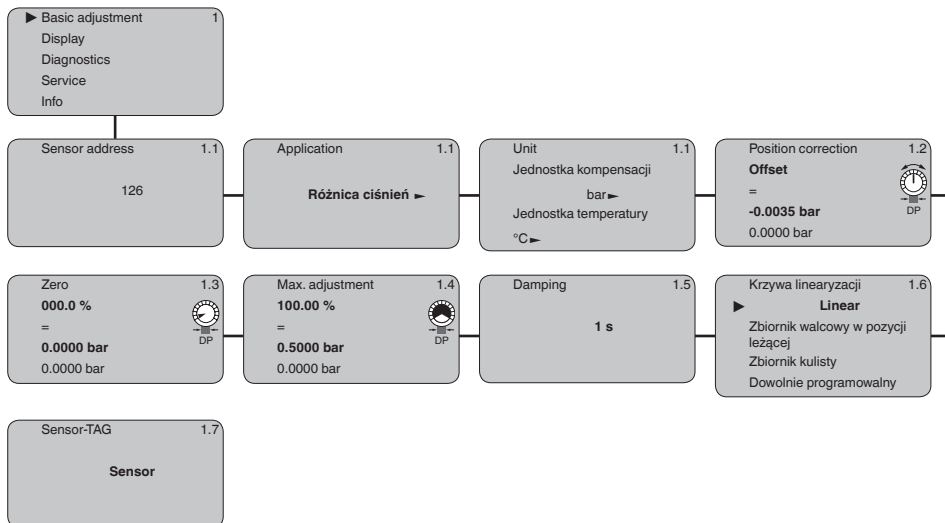 ▶ Basic adjustment 1
Display
Diagnostics
Service
Info
Sensor address 1.1
126
Application 1.1
Różnica ciśnień ►
Unit 1.1
Jednostka kompensacji
bar►
Jednostka temperatury
°C►
Position correction 1.2
Offset
=
-0.0035 bar
0.0000 bar
DP
Zero 1.3
000.0 %
=
0.0000 bar
0.0000 bar
DP
Max. adjustment 1.4
100.00 %
=
0.5000 bar
0.0000 bar
DP
Damping 1.5
1 s
Krzywa linearyzacji 1.6
▶ Linear
Zbiornik walcowy w pozycji
leżącej
Zbiornik kulisty
Dowolnie programowalny
Sensor-TAG 1.7
Sensor